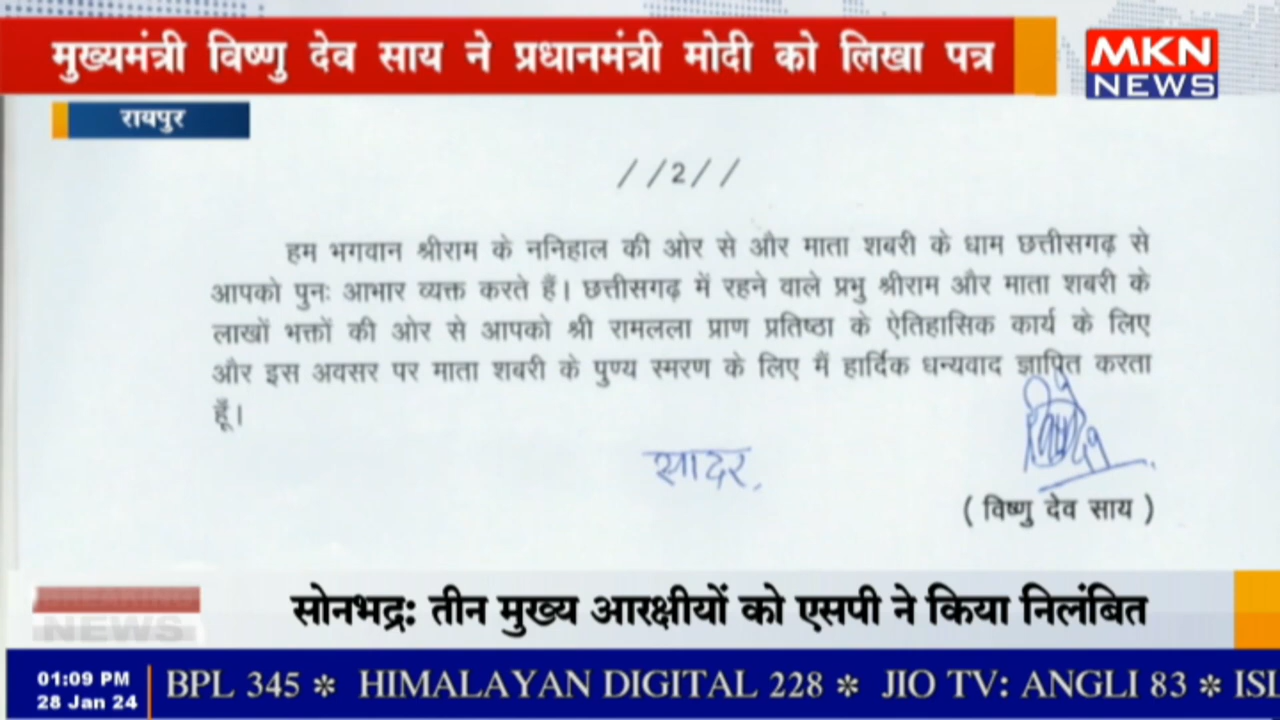 मुख्यमंत्री विष्णु देव साय ने प्रधानमंत्री मोदी को लिखा पत्र
MKN
NEWS
रायपुर
//2//
हम भगवान श्रीराम के ननिहाल की ओर से और माता शबरी के धाम छत्तीसगढ़ से
आपको पुनः आभार व्यक्त करते हैं। छत्तीसगढ़ में रहने वाले प्रभु श्रीराम और माता शबरी के
लाखों भक्तों की ओर से आपको श्री रामलला प्राण प्रतिष्ठा के ऐतिहासिक कार्य के लिए
और इस अवसर पर माता शबरी के पुण्य स्मरण के लिए मैं हार्दिक धन्यवाद ज्ञापित करता
हूँ।
सादर.
( विष्णु देव साय )
NEWS
सोनभद्र: तीन मुख्य आरक्षीयों को एसपी ने किया निलंबित
01:09 PM
28 Jan 24
BPL 345 * HIMALAYAN DIGITAL 228 * JIO TV: ANGLI 83 * ISL